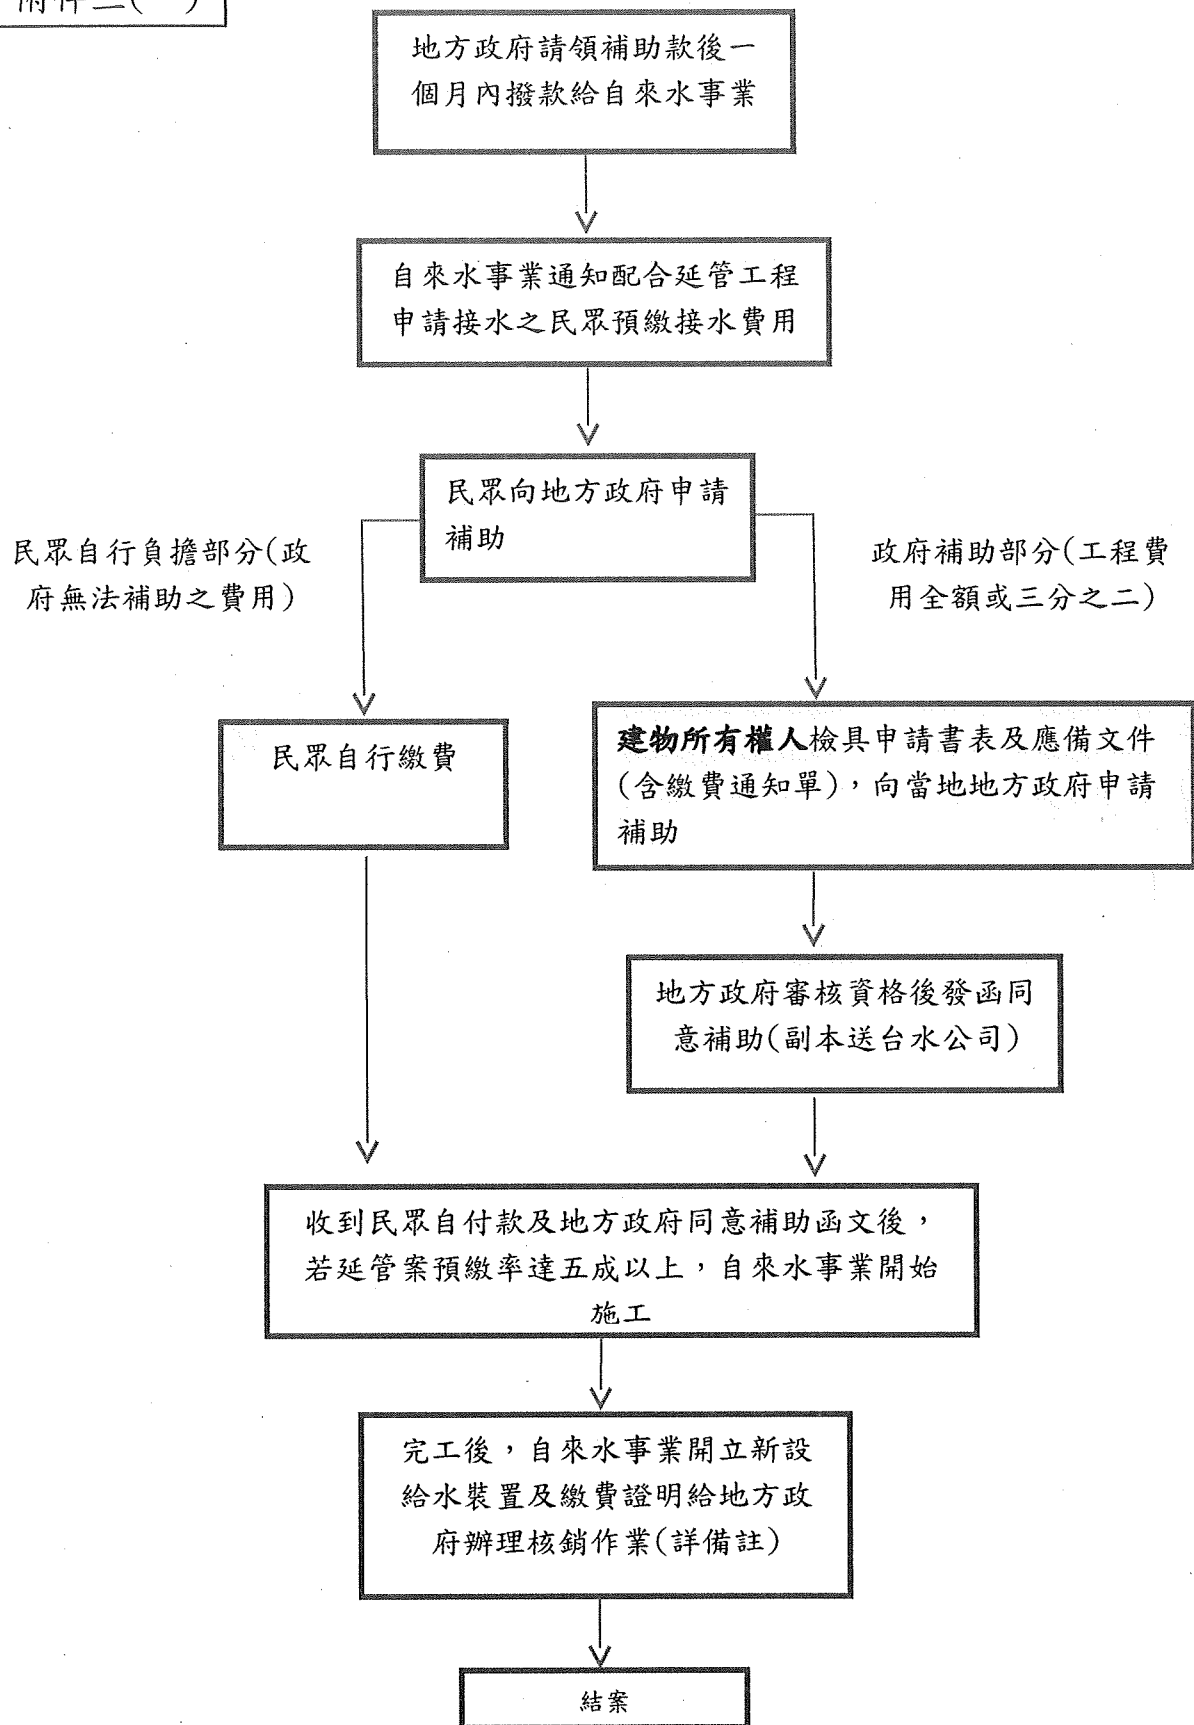 附件二( )
地方政府請領補助款後一
個月內撥款給自來水事業
自來水事業通知配合延管工程
申請接水之民眾預繳接水費用
民眾向地方政府申請
補助
民眾自行負擔部分(政
府無法補助之費用)
政府補助部分(工程費
用全額或三分之二)
民眾自行繳費
建物所有權人檢具申請書表及應備文件
(含繳費通知單)，向當地地方政府申請
補助
地方政府審核資格後發函同
意補助(副本送台水公司)
收到民眾自付款及地方政府同意補助函文後，
若延管案預繳率達五成以上，自來水事業開始
施工
完工後，自來水事業開立新設
給水裝置及繳費證明給地方政
府辦理核銷作業(詳備註)
結案